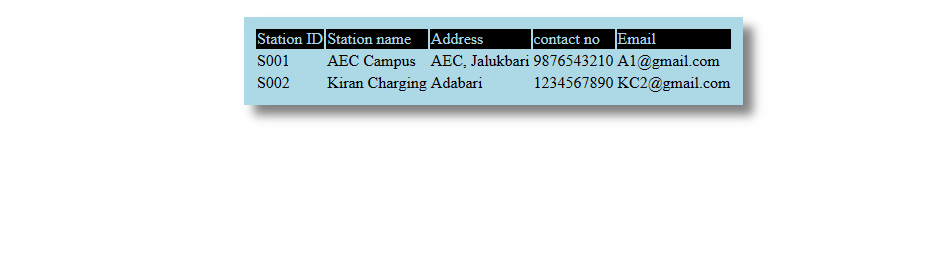 Station ID Station name Address contact no Email
S001 AEC Campus AEC, Jalukbari 9876543210 A1@gmail.com
S002 Kiran Charging Adabari 1234567890 KC2@gmail.com